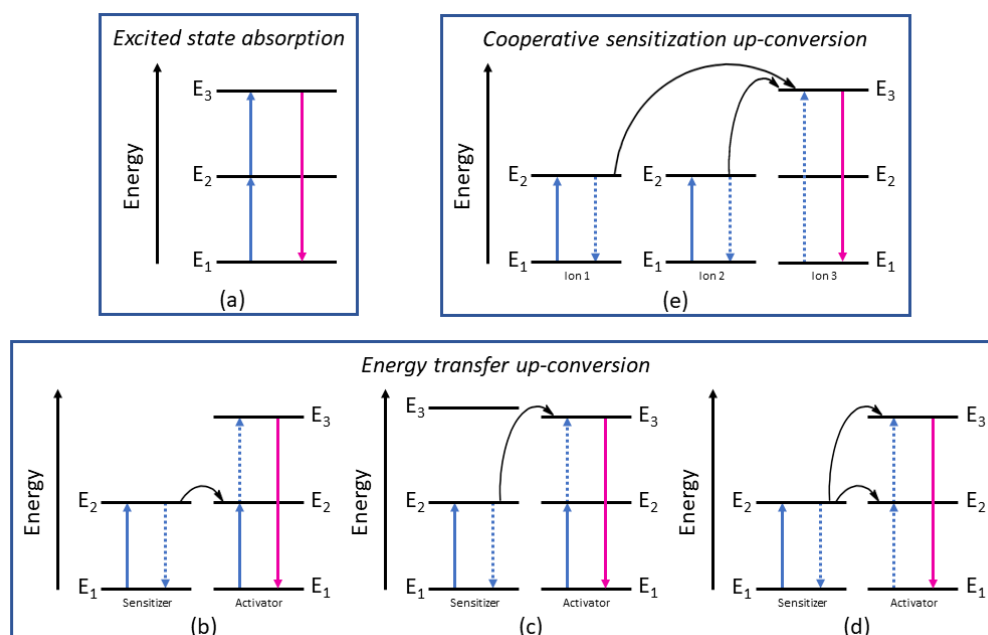 Excited state absorption
Energy
E3
E2
E1
(a)
Cooperative sensitization up-conversion
Energy
E2
E1
Ion 1
E2
E1
Ion 2
E3
E2
E1
Ion 3
(e)
Energy transfer up-conversion
Energy
E2
E1
Sensitizer
E3
E2
E1
Activator
(b)
Energy
E3
E2
E1
Sensitizer
E3
E2
E1
Activator
(c)
Energy
E2
E1
Sensitizer
E3
E2
E1
Activator
(d)